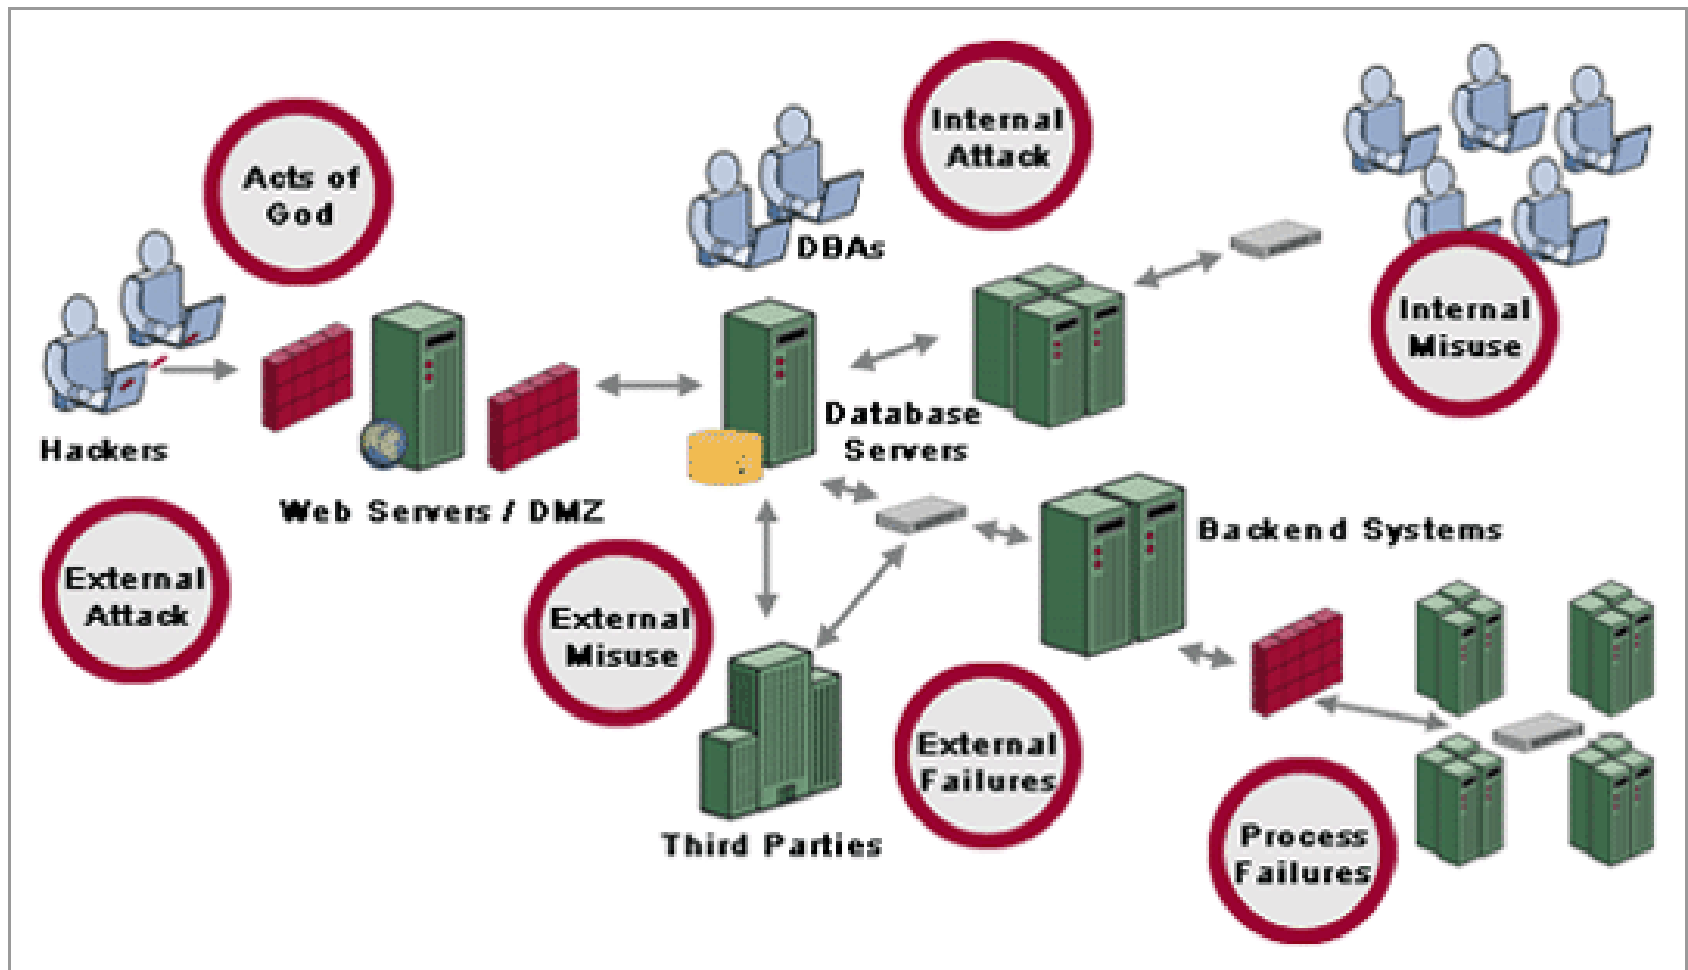 Acts of
God
Internal
Attack
DBAs
Internal
Misuse
Hackers
Database
Servers
Web Servers / DMZ
Backend Systems
External
Attack
External
Misuse
External
Failures
Third Parties
Process
Failures